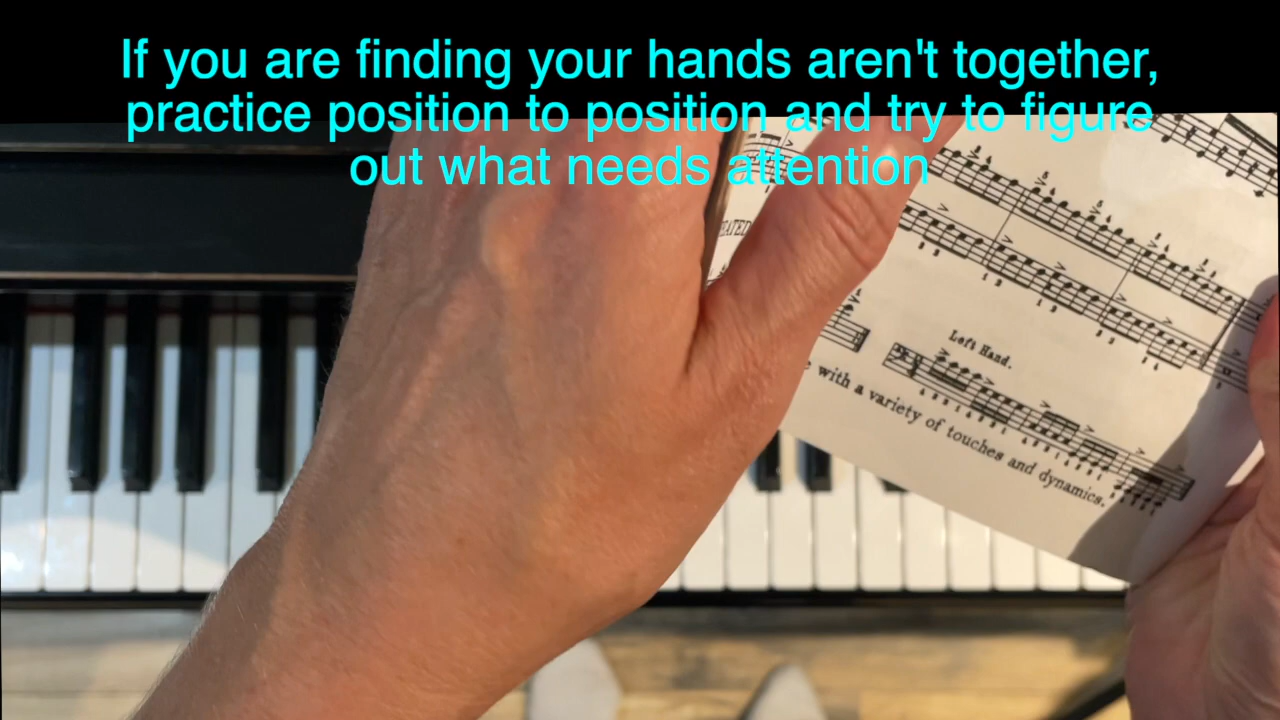 If you are finding your hands aren't together,
practice position to position and try to figure
out what needs attention
Left Hand.
with a variety of touches and dynamics.